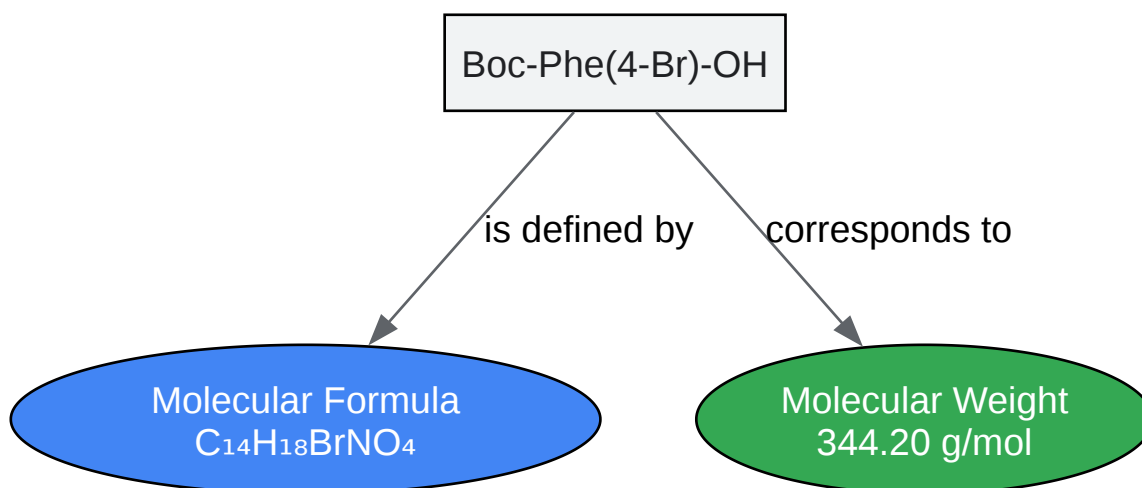 Boc-Phe(4-Br)-OH
is defined by
corresponds to
Molecular Formula
C₁₄H₁₈BrNO₄
Molecular Weight
344.20 g/mol